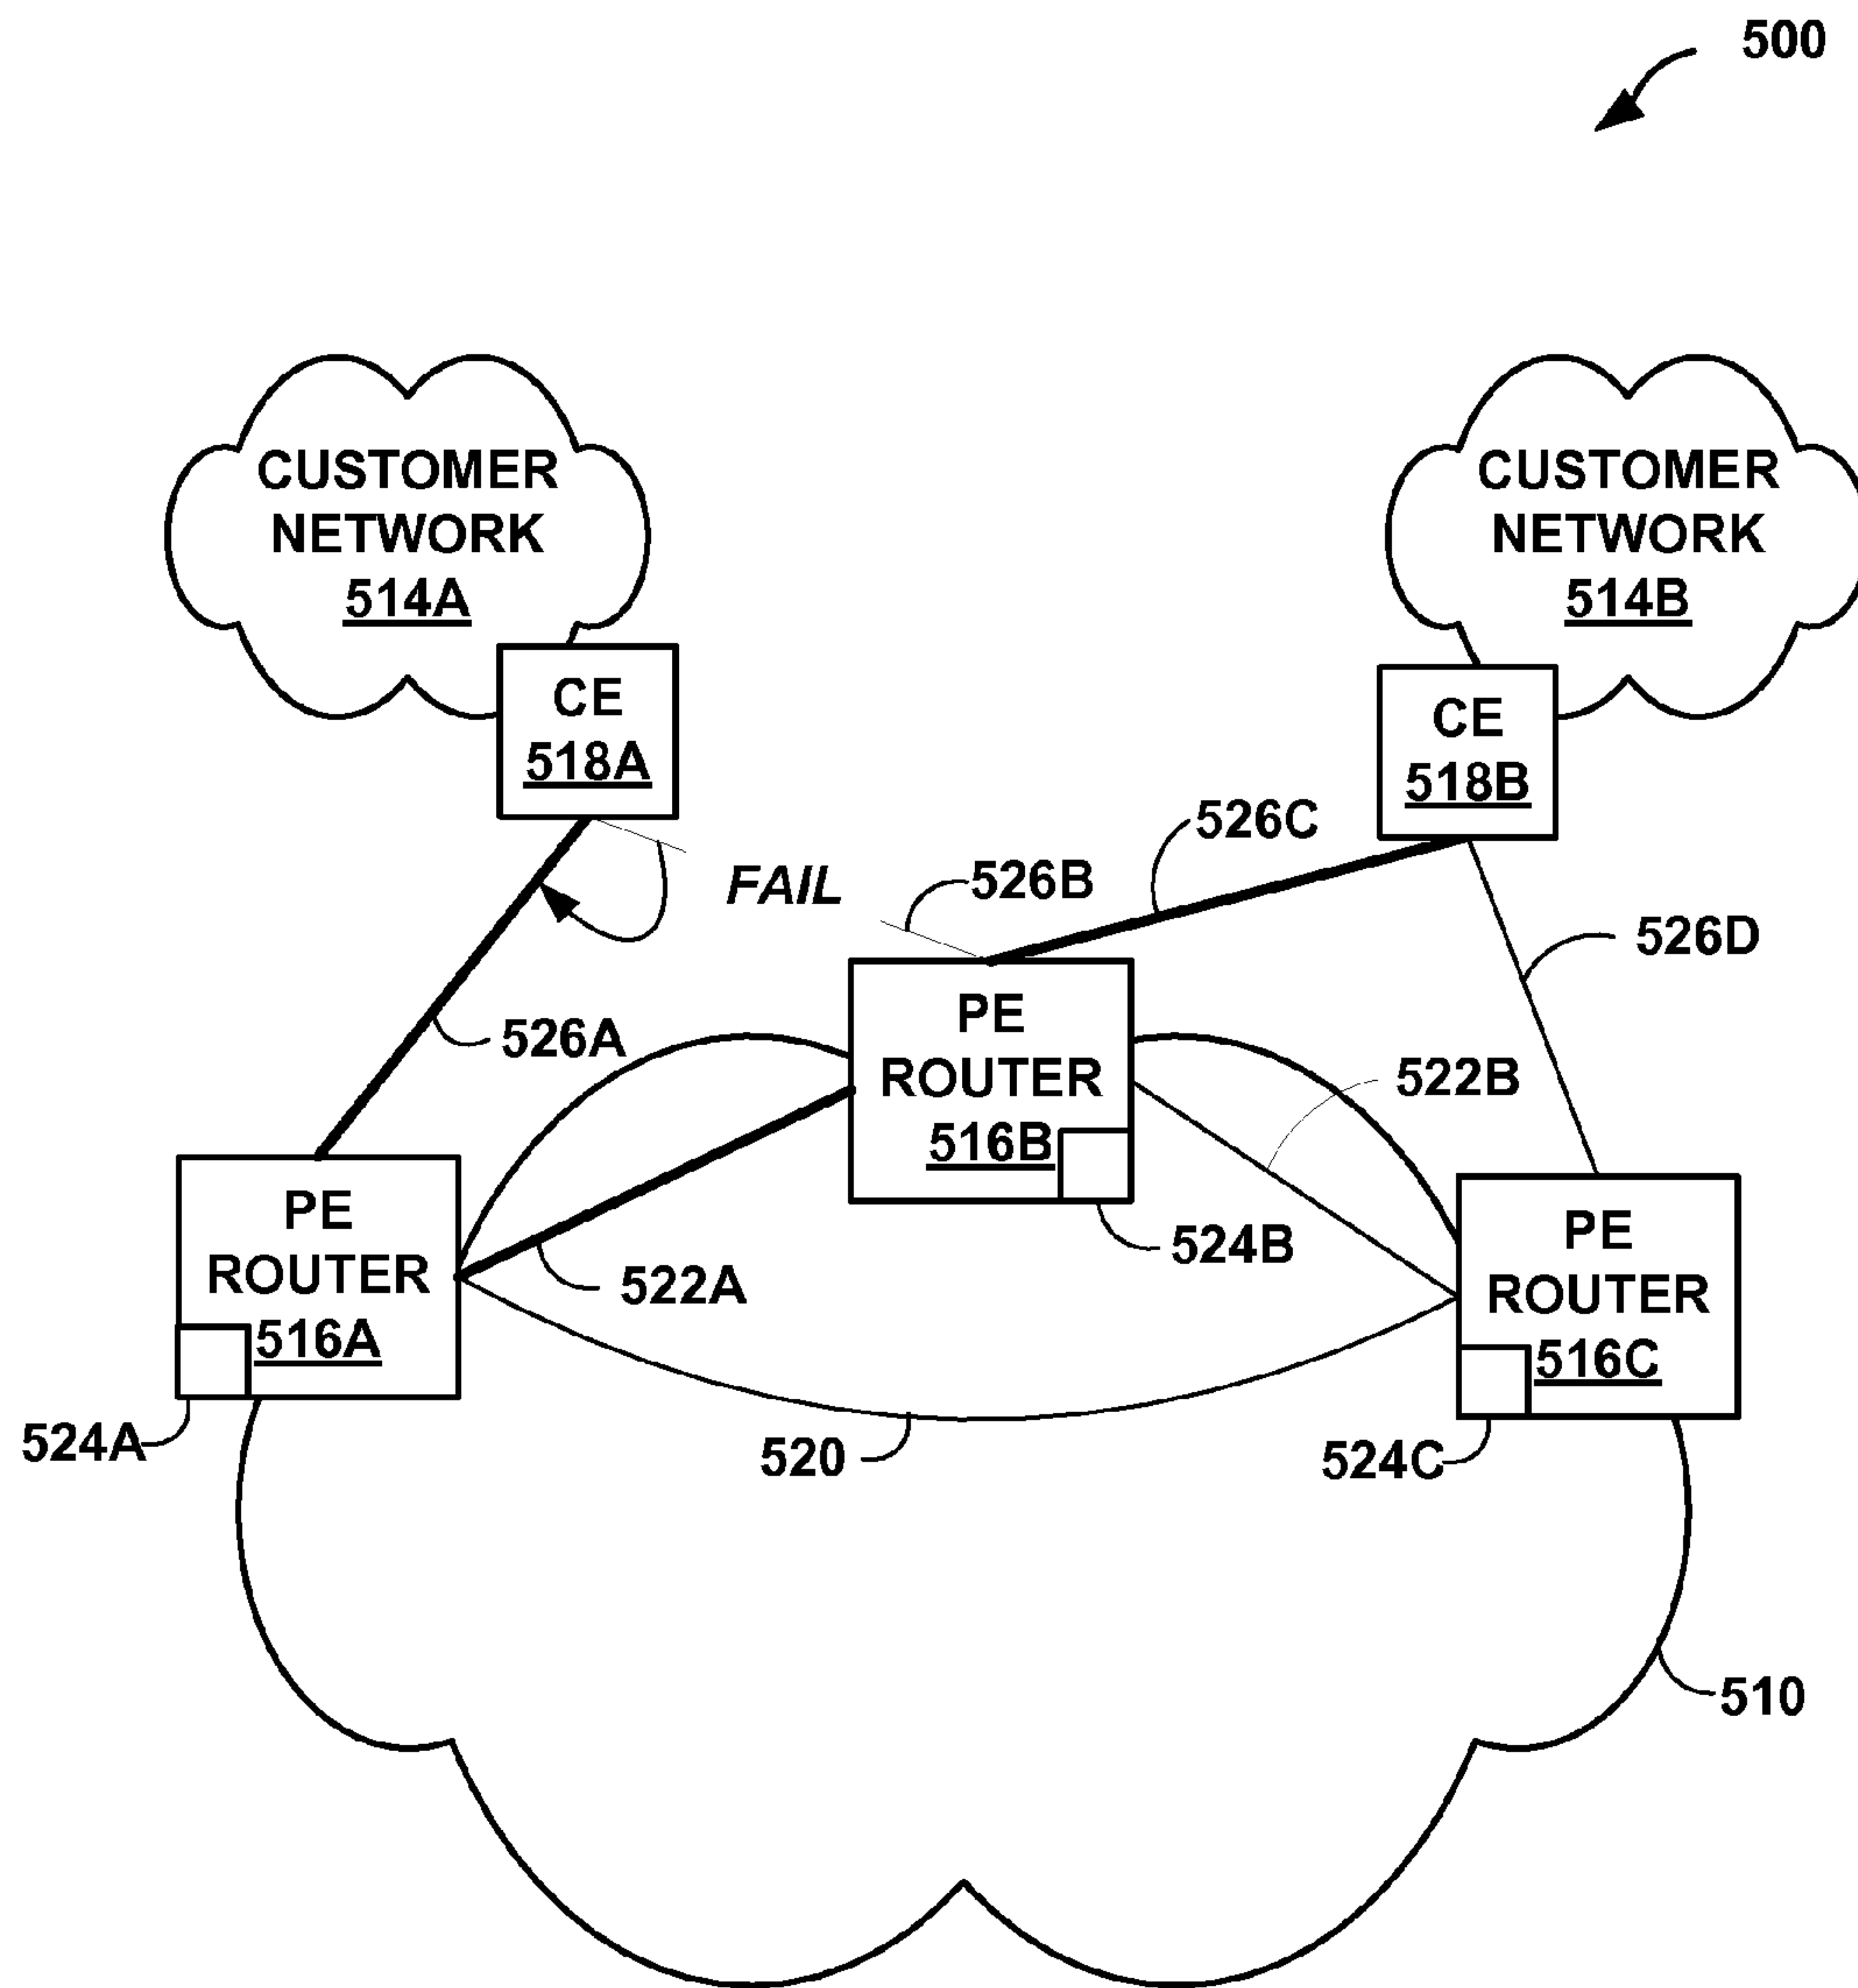 500
CUSTOMER
NETWORK
514A
CUSTOMER
NETWORK
514B
CE
518A
CE
518B
526C
FAIL
526B
526D
526A
PE
ROUTER
516B
522B
524B
PE
ROUTER
516A
522A
PE
ROUTER
516C
524A
520
524C
510